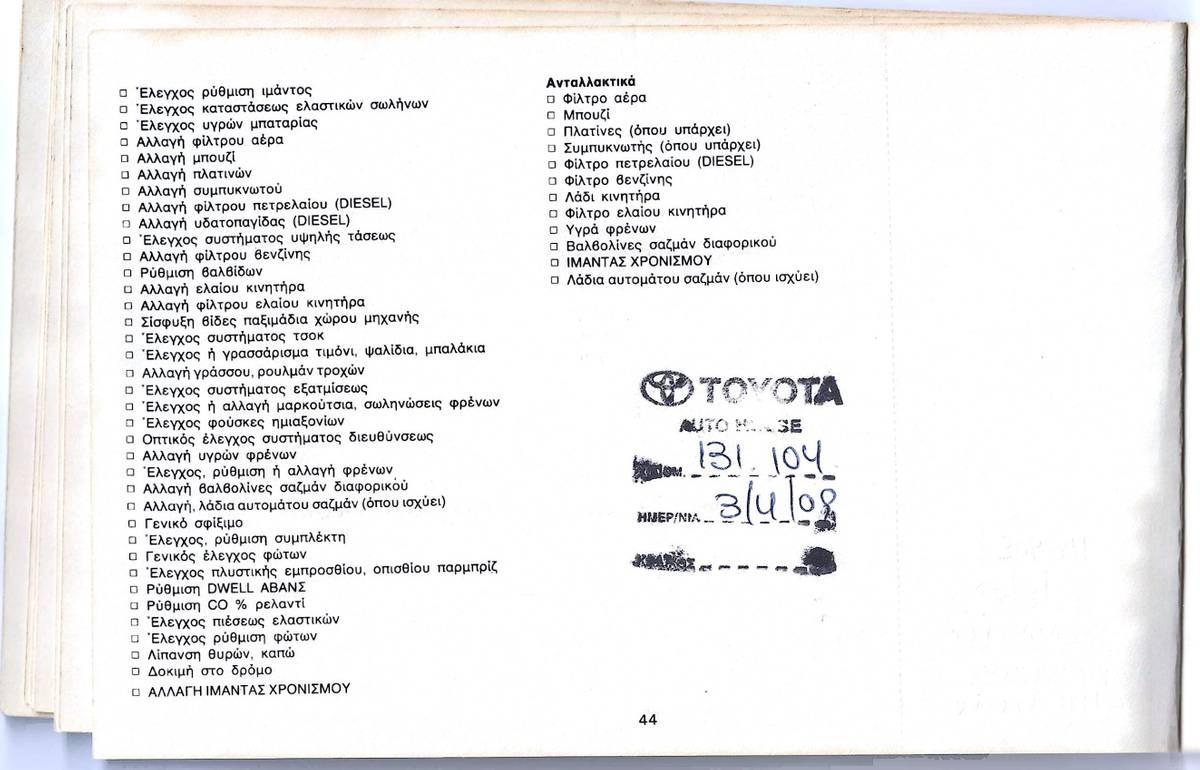 Έλεγχος ρύθμιση ιμάντος
Έλεγχος καταστάσεως ελαστικών σωλήνων
Έλεγχος υγρών μπαταρίας
Αλλαγή φίλτρου αέρα
Αλλαγή μπουζί
Αλλαγή πλατινών
Αλλαγή συμπυκνωτού
Αλλαγή φίλτρου πετρελαίου (DIESEL)
Αλλαγή υδατοπαγίδας (DIESEL)
Έλεγχος συστήματος υψηλής τάσεως
Αλλαγή φίλτρου βενζίνης
Ρύθμιση βαλβίδων
Αλλαγή ελαίου κινητήρα
Αλλαγή φίλτρου ελαίου κινητήρα
Σίσφυξη βίδες παξιμάδια χώρου μηχανής
Έλεγχος συστήματος τσοκ
Έλεγχος ή γρασσάρισμα τιμόνι, ψαλίδια, μπαλάκια
Αλλαγή γράσσου, ρουλμάν τροχών
Έλεγχος συστήματος εξατμίσεως
Έλεγχος ή αλλαγή μαρκούτσια, σωληνώσεις φρένων
Έλεγχος φούσκες ημιαξονίων
Οπτικός έλεγχος συστήματος διευθύνσεως
Αλλαγή υγρών φρένων
Έλεγχος, ρύθμιση ή αλλαγή φρένων
Αλλαγή βαλβολίνες σαζμάν διαφορικού
Αλλαγή, λάδια αυτομάτου σαζμάν (όπου ισχύει)
Γενικό σφίξιμο
Έλεγχος, ρύθμιση συμπλέκτη
Γενικός έλεγχος φώτων
Έλεγχος πλυστικής εμπροσθίου, οπισθίου παρμπρίζ
Ρύθμιση DWELL ΑΒΑΝΣ
Ρύθμιση CO % ρελαντί
Έλεγχος πιέσεως ελαστικών
Έλεγχος ρύθμιση φώτων
Λίπανση θυρών, καπώ
Δοκιμή στο δρόμο
ΑΛΛΑΓΗ ΙΜΑΝΤΑΣ ΧΡΟΝΙΣΜΟΥ
Ανταλλακτικά
Φίλτρο αέρα
Μπουζί
Πλατίνες (όπου υπάρχει)
Συμπυκνωτής (όπου υπάρχει)
Φίλτρο πετρελαίου (DIESEL)
Φίλτρο βενζίνης
Λάδι κινητήρα
Φίλτρο ελαίου κινητήρα
Υγρά φρένων
Βαλβολίνες σαζμάν διαφορικού
ΙΜΑΝΤΑΣ ΧΡΟΝΙΣΜΟΥ
Λάδια αυτομάτου σαζμάν (όπου ισχύει)
TOYOTA
AUTO
131 104
ΗΜΕΡ/ΝΙΑ 3/4/08
44